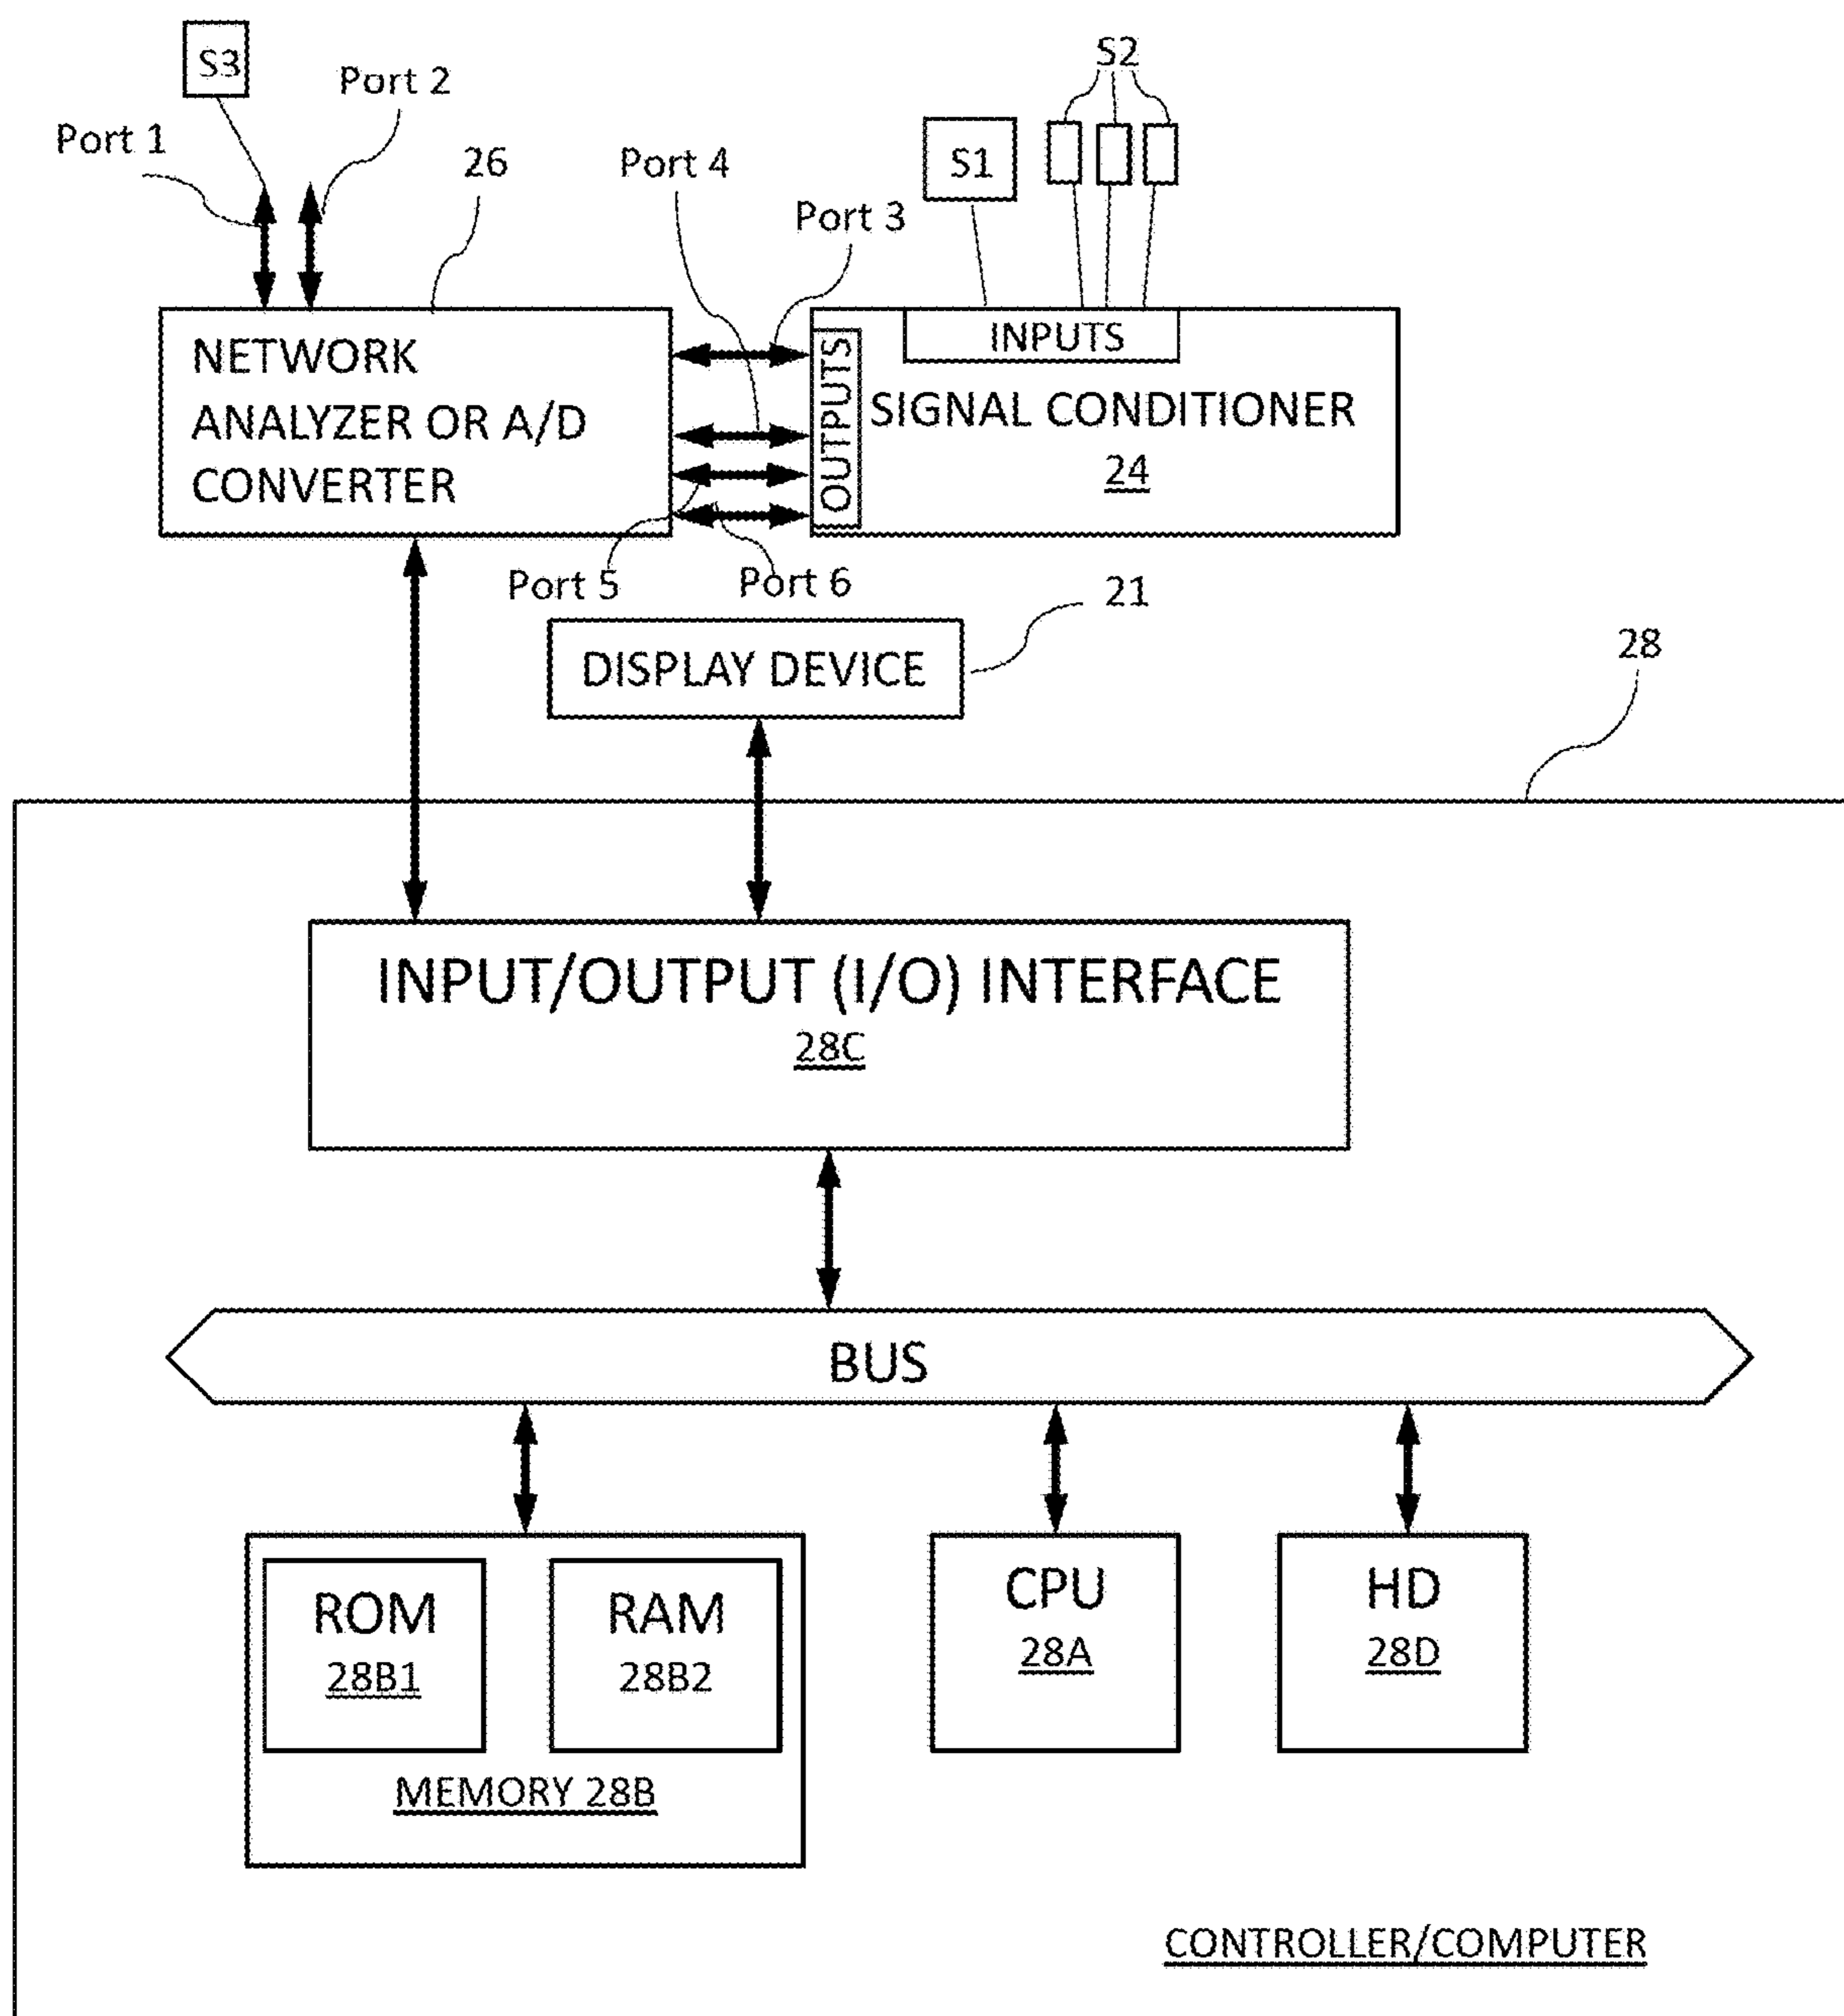 S3
Port 2
S2
Port 1
26
Port 4
S1
Port 3
NETWORK
ANALYZER OR A/D
CONVERTER
INPUTS
OUTPUTS
SIGNAL CONDITIONER
24
Port 5
Port 6
21
DISPLAY DEVICE
28
INPUT/OUTPUT (I/O) INTERFACE
28C
BUS
ROM
28B1
RAM
28B2
MEMORY 28B
CPU
28A
HD
28D
CONTROLLER/COMPUTER